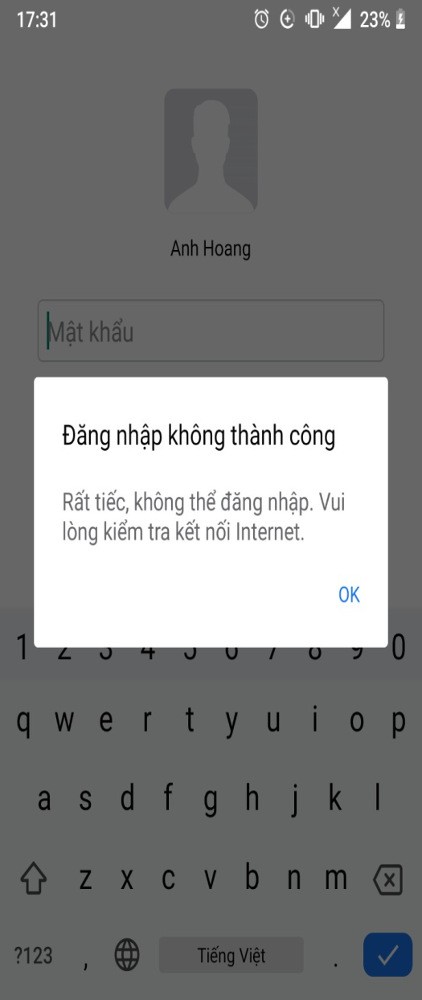 17:31 x 23%
Anh Hoang
Mật khẩu
Đăng nhập không thành công
Rất tiếc, không thể đăng nhập. Vui
lòng kiểm tra kết nối Internet.
OK
1 2 3 4 5 6 7 8 9 0
q w e r t y u i o p
a s d f g h j k l
z x c v b n m
?123 , Tiếng Việt .